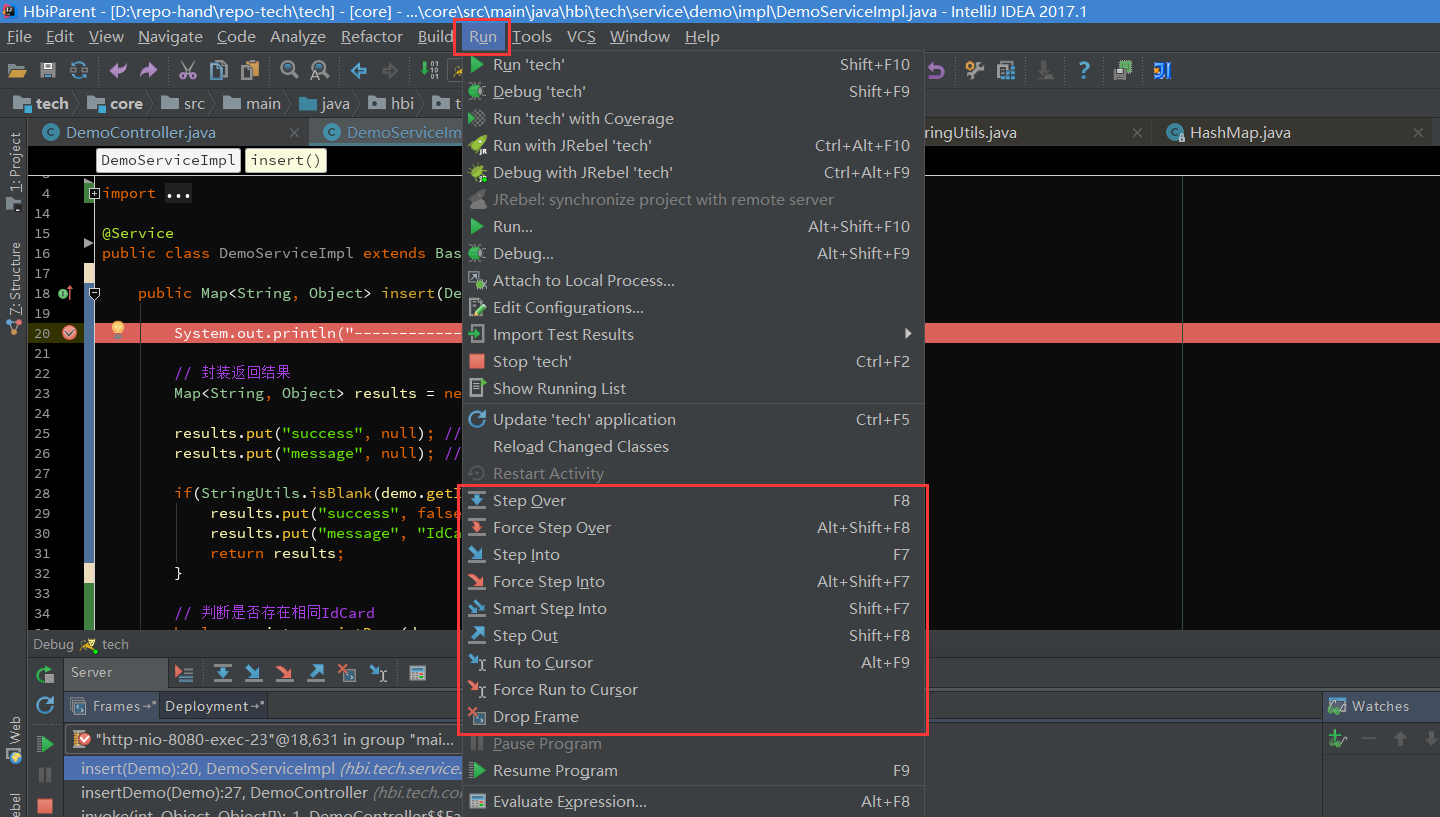 HbiParent - [D:\repo-hand\repo-tech\tech] - [core] - ...\core\src\main\java\hbi\tech\service\demo\impl\DemoServiceImpl.java - IntelliJ IDEA 2017.1
File Edit View Navigate Code Analyze Refactor Build Run Tools VCS Window Help
Run 'tech' Shift+F10
Debug 'tech' Shift+F9
Run 'tech' with Coverage
Run with JRebel 'tech' Ctrl+Alt+F10
Debug with JRebel 'tech' Ctrl+Alt+F9
JRebel: synchronize project with remote server
Run... Alt+Shift+F10
Debug... Alt+Shift+F9
Attach to Local Process...
Edit Configurations...
Import Test Results
Stop 'tech' Ctrl+F2
Show Running List
Update 'tech' application Ctrl+F5
Reload Changed Classes
Restart Activity
Step Over F8
Force Step Over Alt+Shift+F8
Step Into F7
Force Step Into Alt+Shift+F7
Smart Step Into Shift+F7
Step Out Shift+F8
Run to Cursor Alt+F9
Force Run to Cursor
Drop Frame
Pause Program
Resume Program F9
Evaluate Expression... Alt+F8
tech core src main java hbi t
DemoController.java DemoServiceIm ringUtils.java HashMap.java
1: Project
Z: Structure
Web
ebel
DemoServiceImpl insert()
4 import ...
14
15 @Service
16 public class DemoServiceImpl extends Bas
17
18 public Map<String, Object> insert(De
19
20 System.out.println("------------
21
22 // 封装返回结果
23 Map<String, Object> results = ne
24
25 results.put("success", null); //
26 results.put("message", null); //
27
28 if(StringUtils.isBlank(demo.getI
29 results.put("success", false
30 results.put("message", "IdCa
31 return results;
32 }
33
34 // 判断是否存在相同IdCard
Debug tech
Server
Frames Deployment
Watches
"http-nio-8080-exec-23"@18,631 in group "mai...
insert(Demo):20, DemoServiceImpl (hbi.tech.service.
insertDemo(Demo):27, DemoController (hbi.tech.co